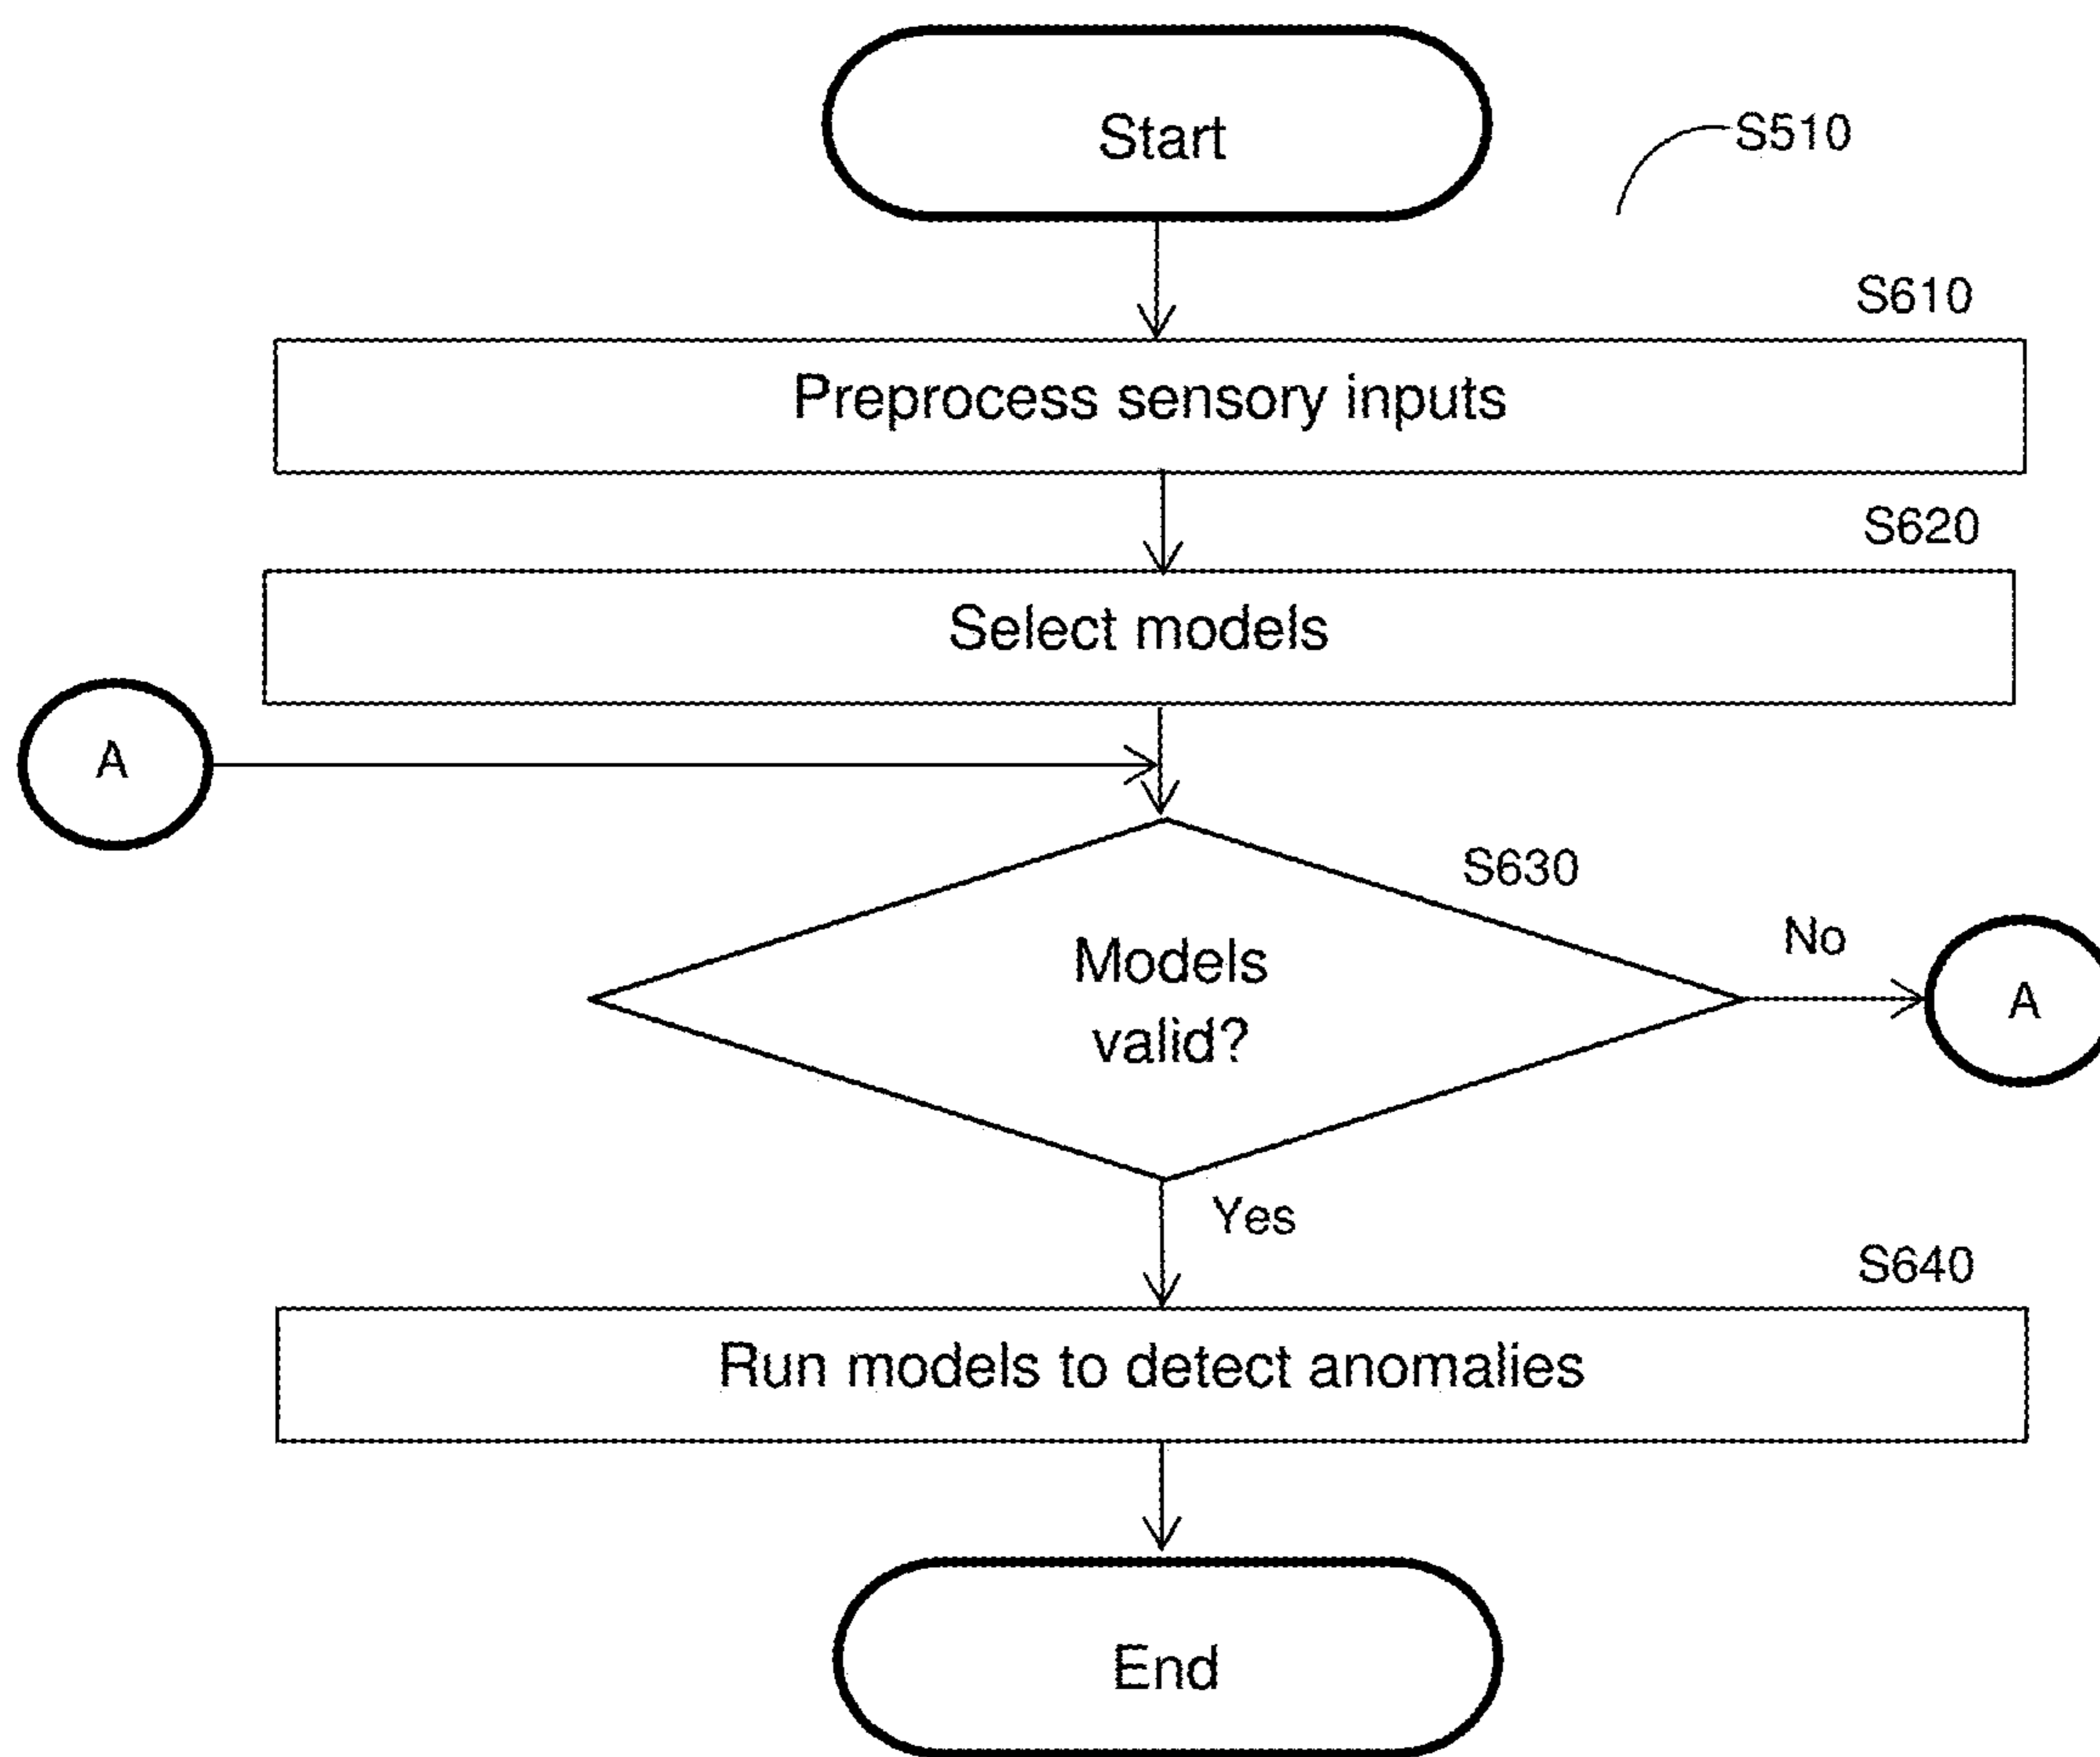 Start
S510
S610
Preprocess sensory inputs
S620
Select models
A
S630
Models
valid?
No
A
Yes
S640
Run models to detect anomalies
End